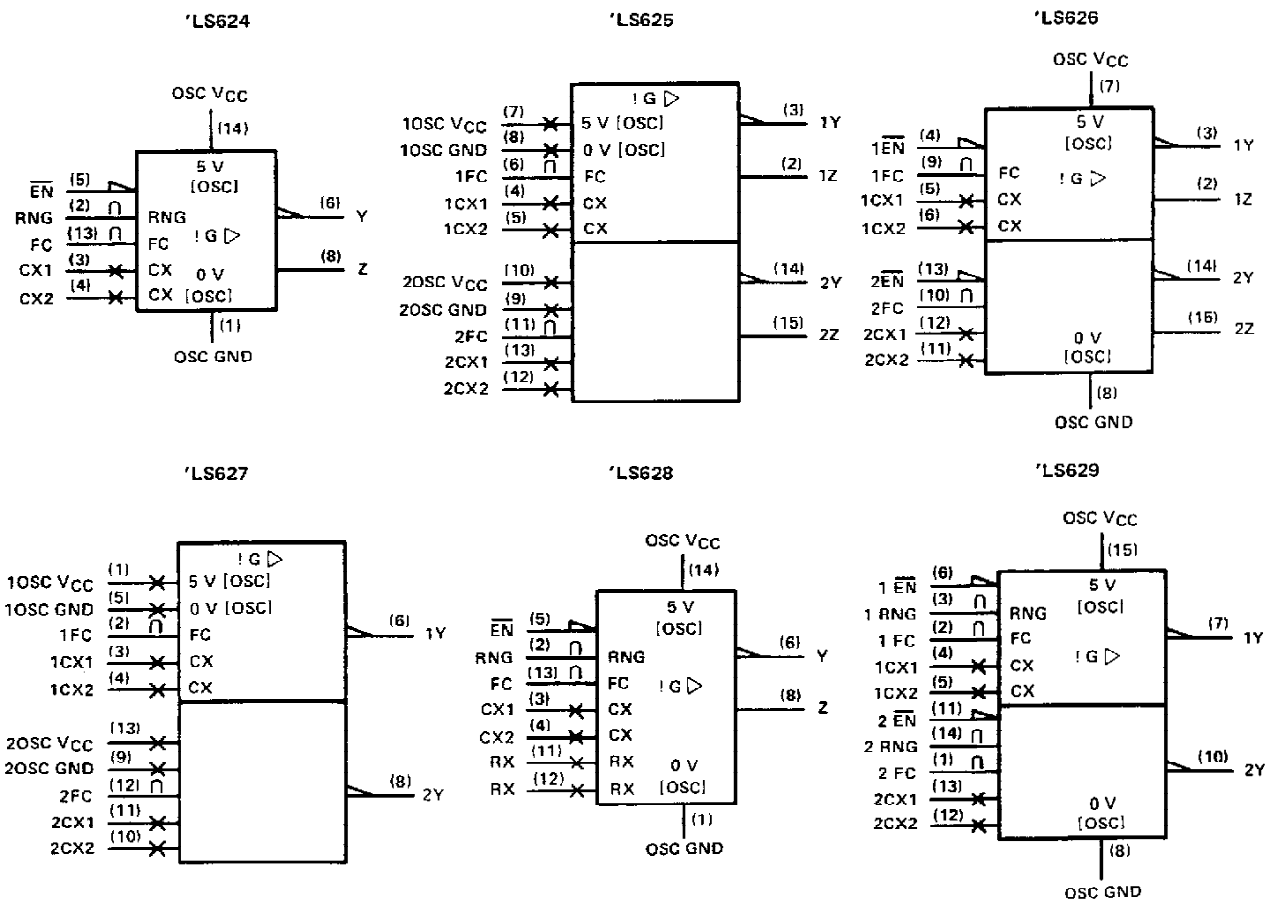 'LS624
OSC VCC
(14)
5 V
[OSC]
EN (5)
RNG (2) ∩ RNG
FC (13) ∩ FC
CX1 (3) CX
CX2 (4) CX
! G ▷
0 V
[OSC]
(6) Y
(8) Z
(1)
OSC GND
'LS625
! G ▷
1OSC VCC (7) 5 V [OSC]
1OSC GND (8) 0 V [OSC]
1FC (6) ∩ FC
1CX1 (4) CX
1CX2 (5) CX
(3) 1Y
(2) 1Z
2OSC VCC (10)
2OSC GND (9)
2FC (11) ∩
2CX1 (13)
2CX2 (12)
(14) 2Y
(15) 2Z
'LS626
OSC VCC
(7)
5 V
[OSC]
1EN (4)
1FC (9) ∩ FC
1CX1 (5) CX
1CX2 (6) CX
! G ▷
(3) 1Y
(2) 1Z
2EN (13)
2FC (10) ∩
2CX1 (12)
2CX2 (11)
(14) 2Y
(16) 2Z
0 V
[OSC]
(8)
OSC GND
'LS627
! G ▷
1OSC VCC (1) 5 V [OSC]
1OSC GND (5) 0 V [OSC]
1FC (2) ∩ FC
1CX1 (3) CX
1CX2 (4) CX
(6) 1Y
2OSC VCC (13)
2OSC GND (9)
2FC (12) ∩
2CX1 (11)
2CX2 (10)
(8) 2Y
'LS628
OSC VCC
(14)
5 V
[OSC]
EN (5)
RNG (2) ∩ RNG
FC (13) ∩ FC
CX1 (3) CX
CX2 (4) CX
RX (11) RX
RX (12) RX
! G ▷
(6) Y
(8) Z
0 V
[OSC]
(1)
OSC GND
'LS629
OSC VCC
(15)
5 V
[OSC]
1 EN (6)
1 RNG (3) ∩ RNG
1 FC (2) ∩ FC
1CX1 (4) CX
1CX2 (5) CX
! G ▷
(7) 1Y
2 EN (11)
2 RNG (14) ∩
2 FC (1) ∩
2CX1 (13)
2CX2 (12)
(10) 2Y
0 V
[OSC]
(8)
OSC GND